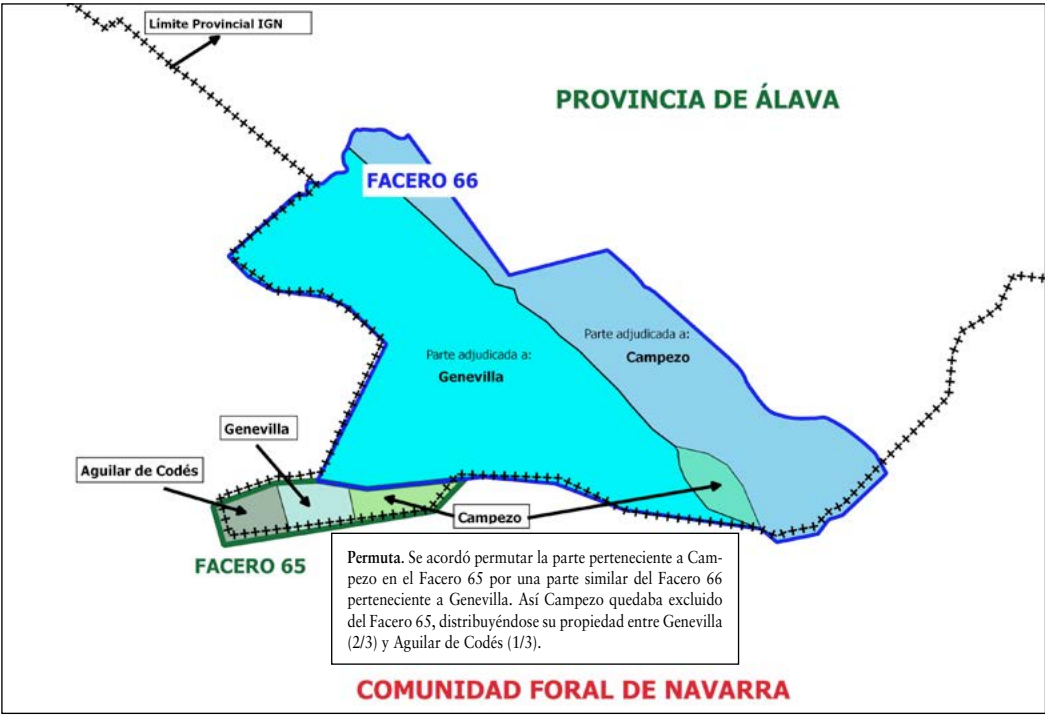 Límite Provincial IGN
PROVINCIA DE ÁLAVA
FACERO 66
Parte adjudicada a:
Campezo
Parte adjudicada a:
Genevilla
Genevilla
Aguilar de Codés
Campezo
FACERO 65
Permuta. Se acordó permutar la parte perteneciente a Cam-
pezo en el Facero 65 por una parte similar del Facero 66
perteneciente a Genevilla. Así Campezo quedaba excluido
del Facero 65, distribuyéndose su propiedad entre Genevilla
(2/3) y Aguilar de Codés (1/3).
COMUNIDAD FORAL DE NAVARRA